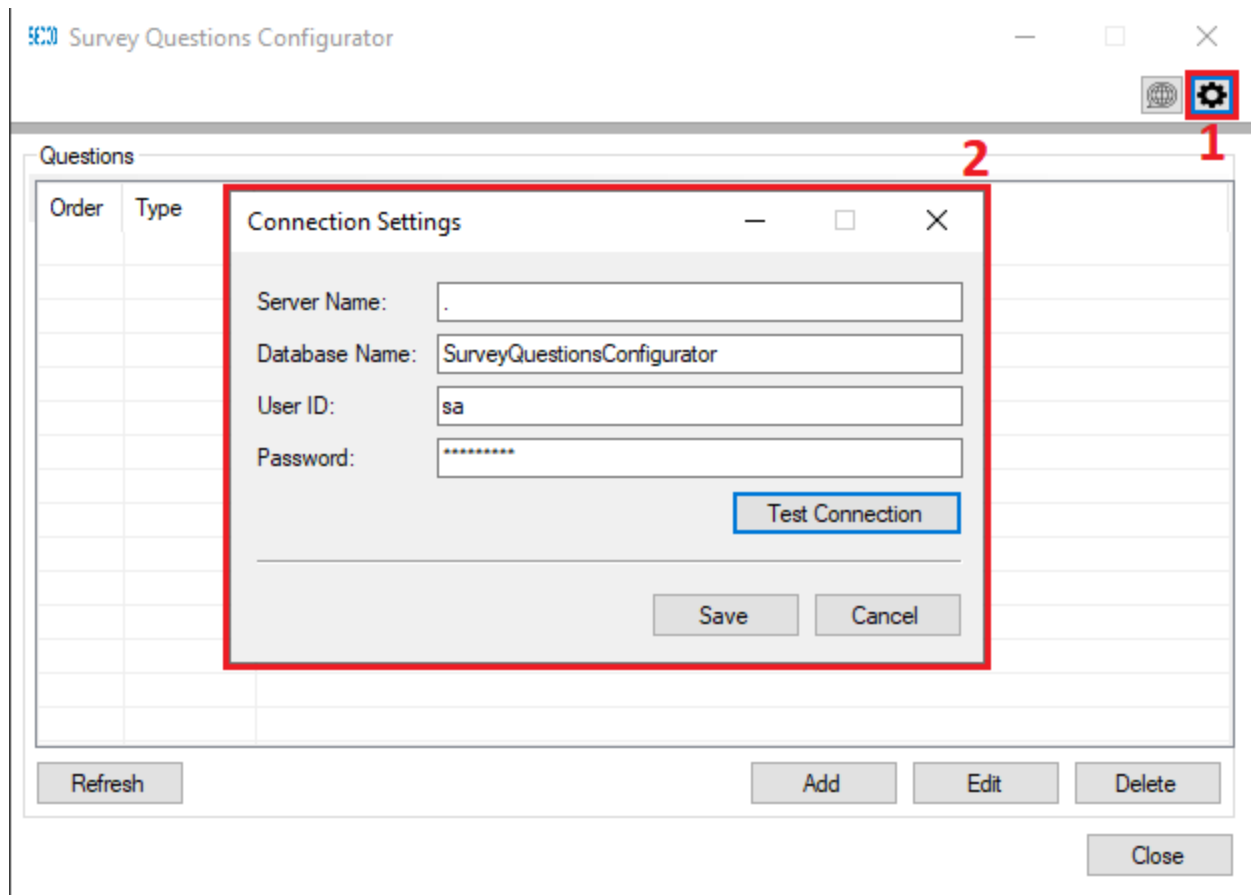 Survey Questions Configurator
1
Questions
2
Order Type
Connection Settings
Server Name: .
Database Name: SurveyQuestionsConfigurator
User ID: sa
Password: *********
Test Connection
Save Cancel
Refresh Add Edit Delete
Close